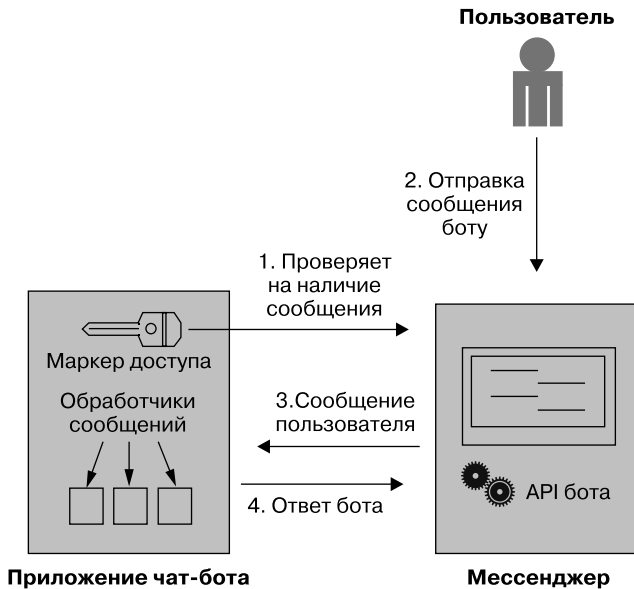 Пользователь
2. Отправка
сообщения
боту
1. Проверяет
на наличие
сообщения
Маркер доступа
Обработчики
сообщений
3.Сообщение
пользователя
4. Ответ бота
API бота
Приложение чат-бота
Мессенджер